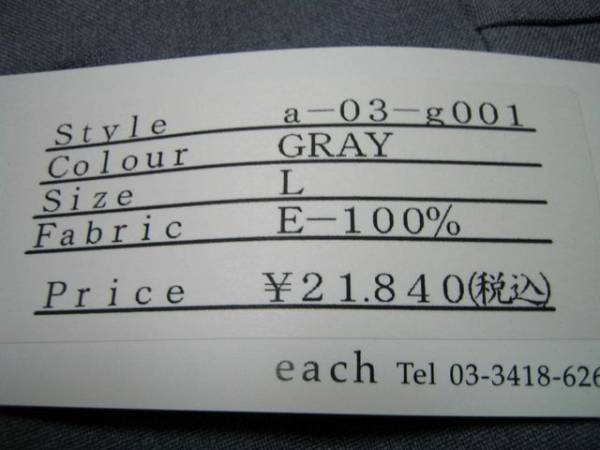 Style a－03－g001
Colour GRAY
Size L
Fabric E－100%
Price ¥21.840(税込)
each Tel 03-3418-626